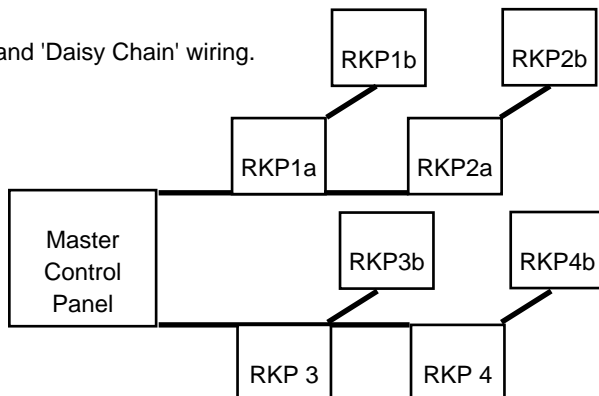 and 'Daisy Chain' wiring.
RKP1b
RKP2b
RKP1a
RKP2a
Master
Control
Panel
RKP3b
RKP4b
RKP 3
RKP 4